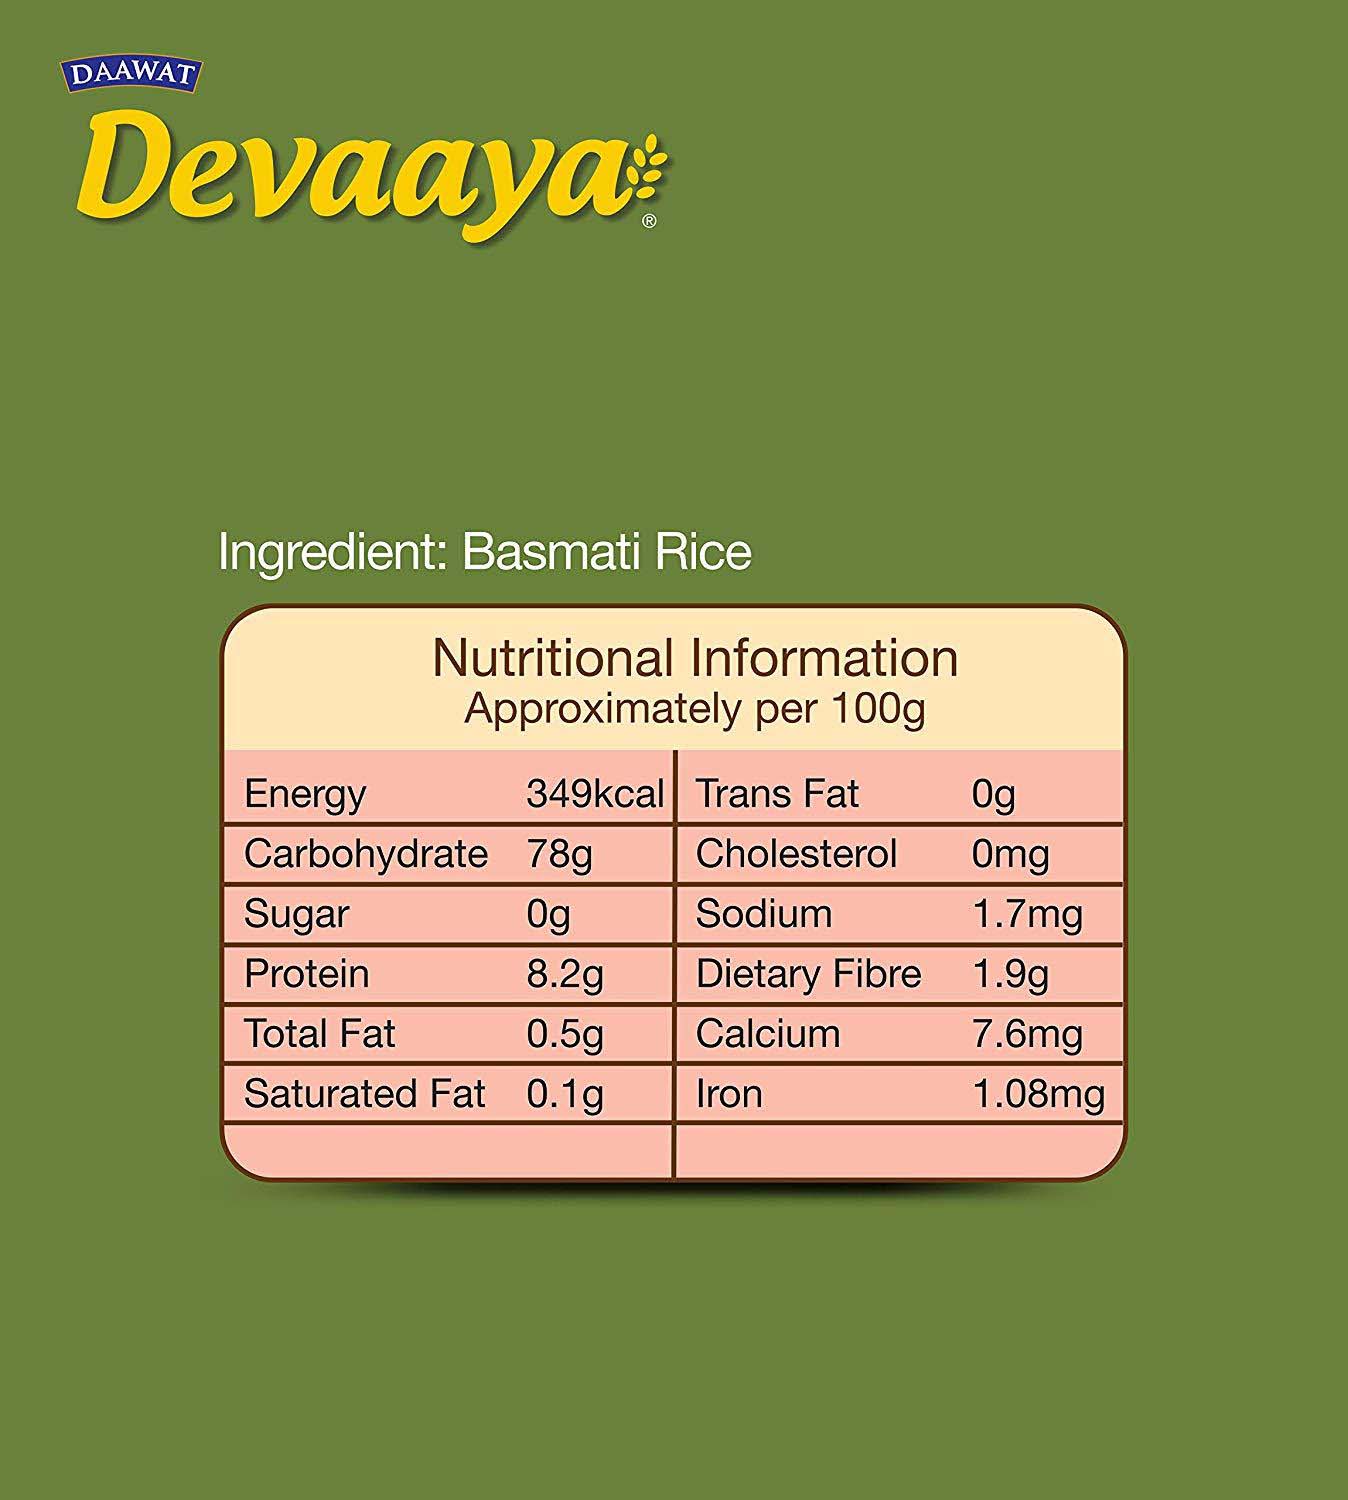 DAAWAT
Devaaya
®
Ingredient: Basmati Rice
Nutritional Information
Approximately per 100g
Energy 349kcal Trans Fat 0g
Carbohydrate 78g Cholesterol 0mg
Sugar 0g Sodium 1.7mg
Protein 8.2g Dietary Fibre 1.9g
Total Fat 0.5g Calcium 7.6mg
Saturated Fat 0.1g Iron 1.08mg